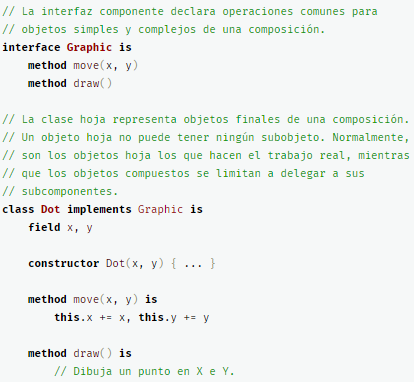 // La interfaz componente declara operaciones comunes para
// objetos simples y complejos de una composición.
interface Graphic is
    method move(x, y)
    method draw()

// La clase hoja representa objetos finales de una composición.
// Un objeto hoja no puede tener ningún subobjeto. Normalmente,
// son los objetos hoja los que hacen el trabajo real, mientras
// que los objetos compuestos se limitan a delegar a sus
// subcomponentes.
class Dot implements Graphic is
    field x, y

    constructor Dot(x, y) { ... }

    method move(x, y) is
        this.x += x, this.y += y

    method draw() is
        // Dibuja un punto en X e Y.